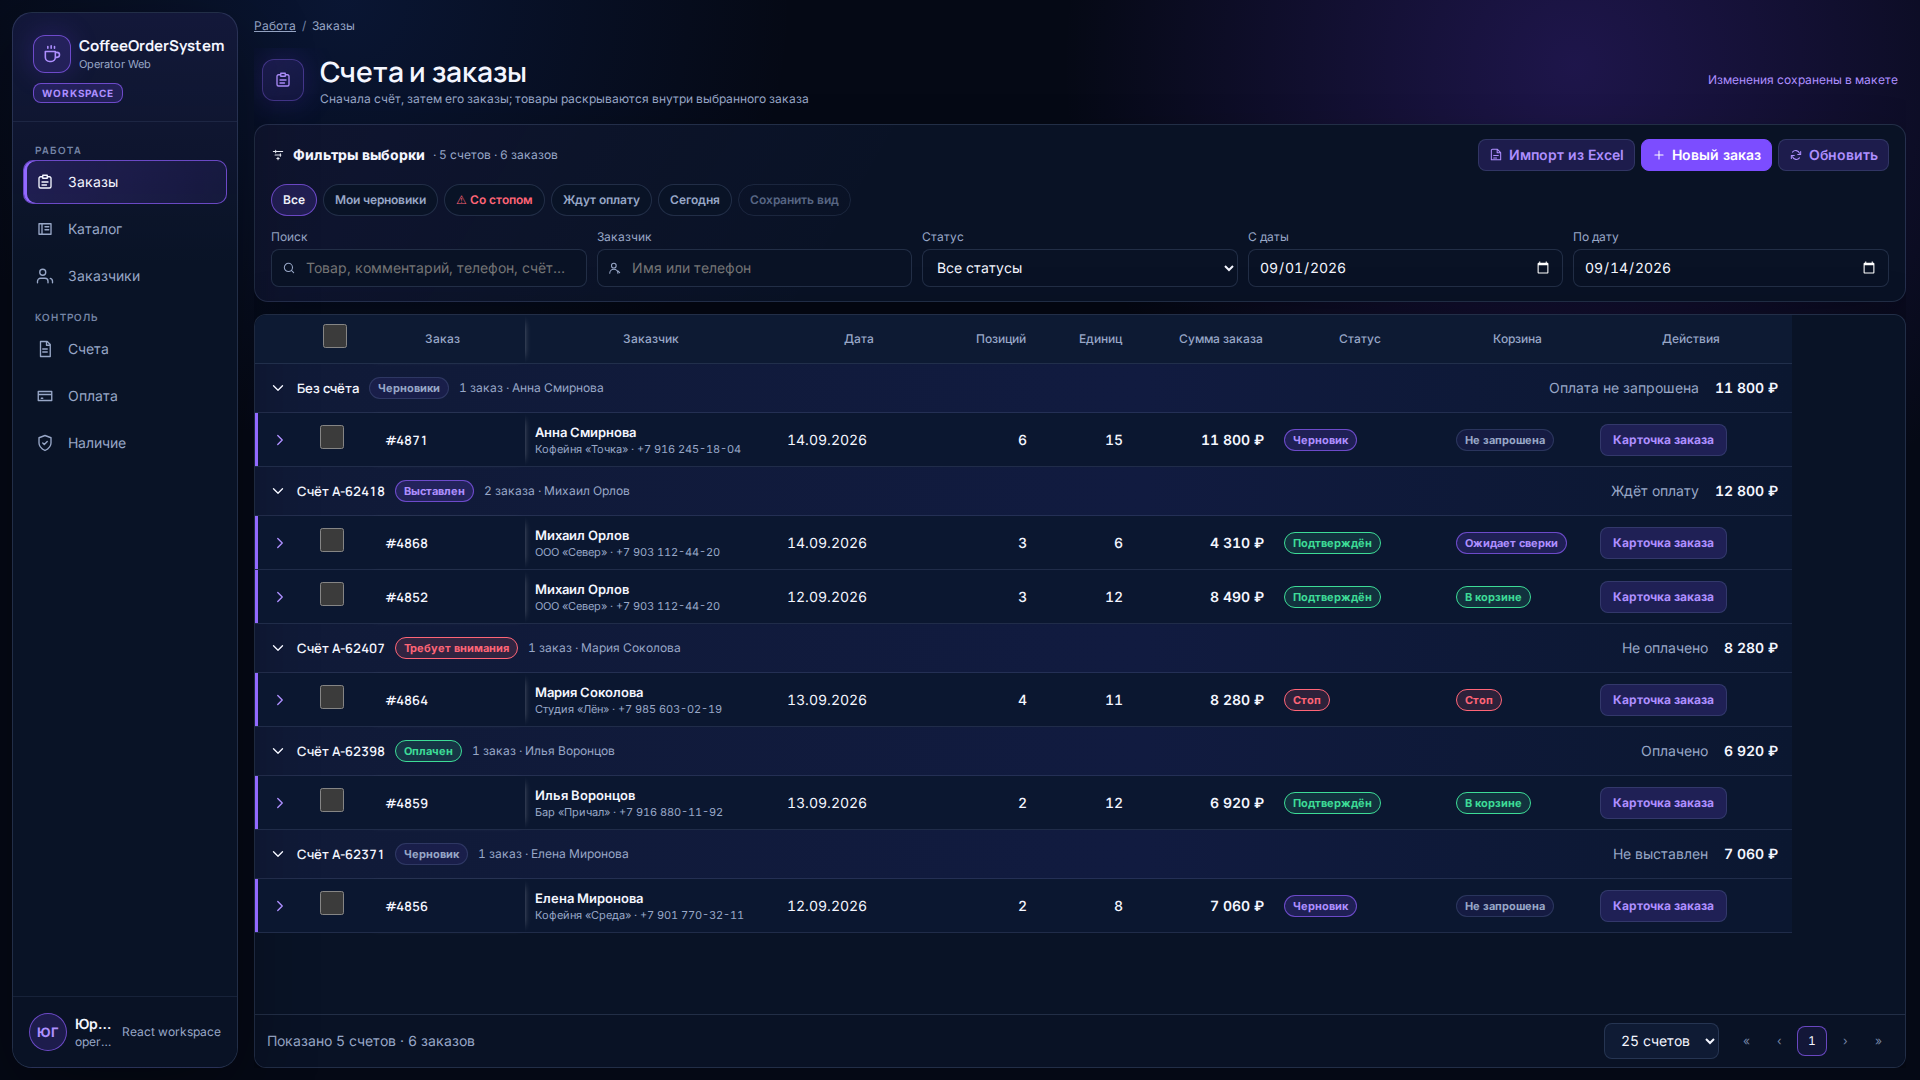 CoffeeOrderSystem
Operator Web
WORKSPACE
РАБОТА
Заказы
Каталог
Заказчики
КОНТРОЛЬ
Счета
Оплата
Наличие
ЮГ
Юр...
oper...
React workspace
Работа / Заказы
Счета и заказы
Сначала счёт, затем его заказы; товары раскрываются внутри выбранного заказа
Изменения сохранены в макете
Фильтры выборки · 5 счетов · 6 заказов
Импорт из Excel
+ Новый заказ
Обновить
Все
Мои черновики
⚠ Со стопом
Ждут оплату
Сегодня
Сохранить вид
Поиск
Заказчик
Статус
С даты
По дату
Товар, комментарий, телефон, счёт...
Имя или телефон
Все статусы
09/01/2026
09/14/2026
Заказ Заказчик Дата Позиций Единиц Сумма заказа Статус Корзина Действия
Без счёта Черновики 1 заказ · Анна Смирнова Оплата не запрошена 11 800 ₽
#4871 Анна Смирнова 14.09.2026 6 15 11 800 ₽ Черновик Не запрошена Карточка заказа
Кофейня «Точка» · +7 916 245-18-04
Счёт A-62418 Выставлен 2 заказа · Михаил Орлов Ждёт оплату 12 800 ₽
#4868 Михаил Орлов 14.09.2026 3 6 4 310 ₽ Подтверждён Ожидает сверки Карточка заказа
ООО «Север» · +7 903 112-44-20
#4852 Михаил Орлов 12.09.2026 3 12 8 490 ₽ Подтверждён В корзине Карточка заказа
ООО «Север» · +7 903 112-44-20
Счёт A-62407 Требует внимания 1 заказ · Мария Соколова Не оплачено 8 280 ₽
#4864 Мария Соколова 13.09.2026 4 11 8 280 ₽ Стоп Стоп Карточка заказа
Студия «Лён» · +7 985 603-02-19
Счёт A-62398 Оплачен 1 заказ · Илья Воронцов Оплачено 6 920 ₽
#4859 Илья Воронцов 13.09.2026 2 12 6 920 ₽ Подтверждён В корзине Карточка заказа
Бар «Причал» · +7 916 880-11-92
Счёт A-62371 Черновик 1 заказ · Елена Миронова Не выставлен 7 060 ₽
#4856 Елена Миронова 12.09.2026 2 8 7 060 ₽ Черновик Не запрошена Карточка заказа
Кофейня «Среда» · +7 901 770-32-11
Показано 5 счетов · 6 заказов
25 счетов
« ‹ 1 › »